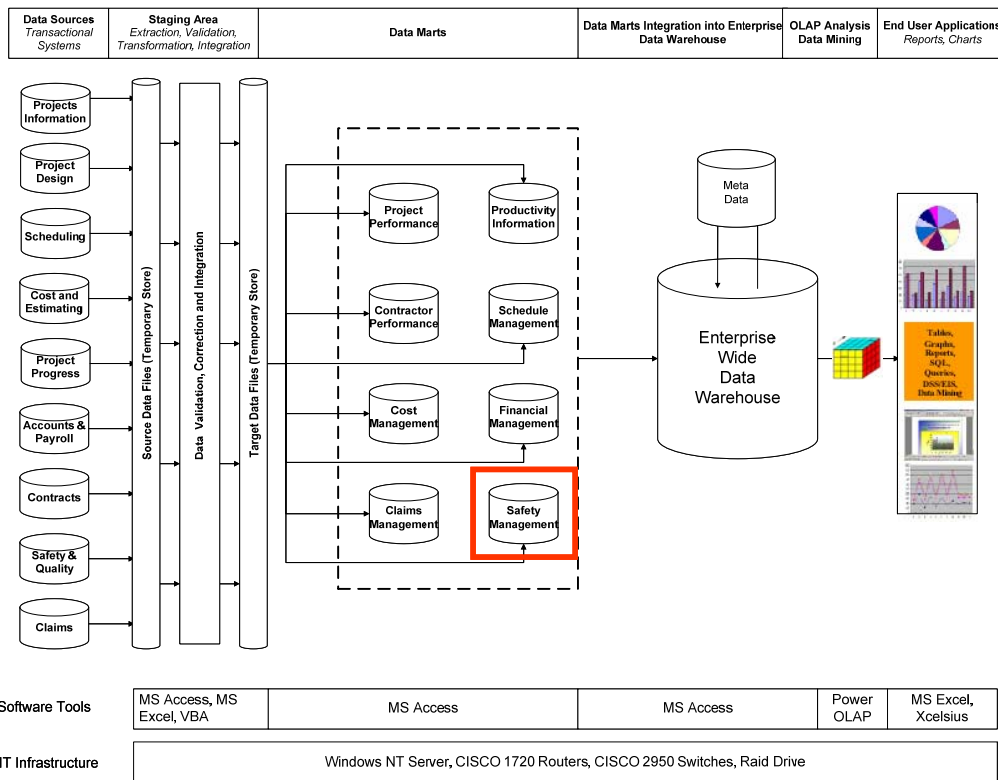 Data Sources
Transactional
Systems
Staging Area
Extraction, Validation,
Transformation, Integration
Data Marts
Data Marts Integration into Enterprise
Data Warehouse
OLAP Analysis
Data Mining
End User Applications
Reports, Charts
Projects
Information
Project
Design
Scheduling
Cost and
Estimating
Project
Progress
Accounts &
Payroll
Contracts
Safety &
Quality
Claims
Source Data Files (Temporary Store)
Data Validation, Correction and Integration
Target Data Files (Temporary Store)
Project
Performance
Productivity
Information
Contractor
Performance
Schedule
Management
Cost
Management
Financial
Management
Claims
Management
Safety
Management
Meta
Data
Enterprise
Wide
Data
Warehouse
Tables,
Graphs,
Reports,
SQL,
Queries,
DSS/EIS,
Data Mining
Software Tools
MS Access, MS
Excel, VBA
MS Access
MS Access
Power
OLAP
MS Excel,
Xcelsius
IT Infrastructure
Windows NT Server, CISCO 1720 Routers, CISCO 2950 Switches, Raid Drive